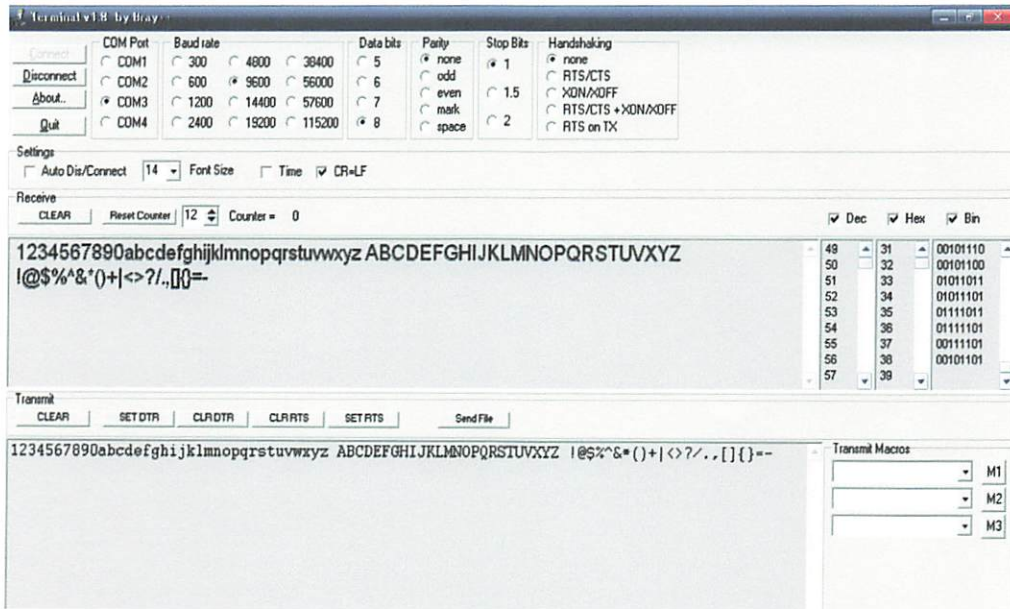 Terminal v1.8 by Bray
Connect
Disconnect
About..
Quit
COM Port
COM1
COM2
COM3
COM4
Baud rate
300 4800 38400
600 9600 56000
1200 14400 57600
2400 19200 115200
Data bits
5
6
7
8
Parity
none
odd
even
mark
space
Stop Bits
1
1.5
2
Handshaking
none
RTS/CTS
XON/XOFF
RTS/CTS +XON/XOFF
RTS on TX
Settings
Auto Dis/Connect 14 Font Size Time CR=LF
Receive
CLEAR Reset Counter 12 Counter = 0 Dec Hex Bin
1234567890abcdefghijklmnopqrstuvwxyz ABCDEFGHIJKLMNOPQRSTUVXYZ
!@$%^&*()+|<>?/.,[]{}=-
49 31 00101110
50 32 00101100
51 33 01011011
52 34 01011101
53 35 01111011
54 36 01111101
55 37 00111101
56 38 00101101
57 39
Transmit
CLEAR SET DTR CLR DTR CLR RTS SET RTS Send File
1234567890abcdefghijklmnopqrstuvwxyz ABCDEFGHIJKLMNOPQRSTUVXYZ !@$%^&*()+|<>?/.,[]{}=-
Transmit Macros
M1
M2
M3